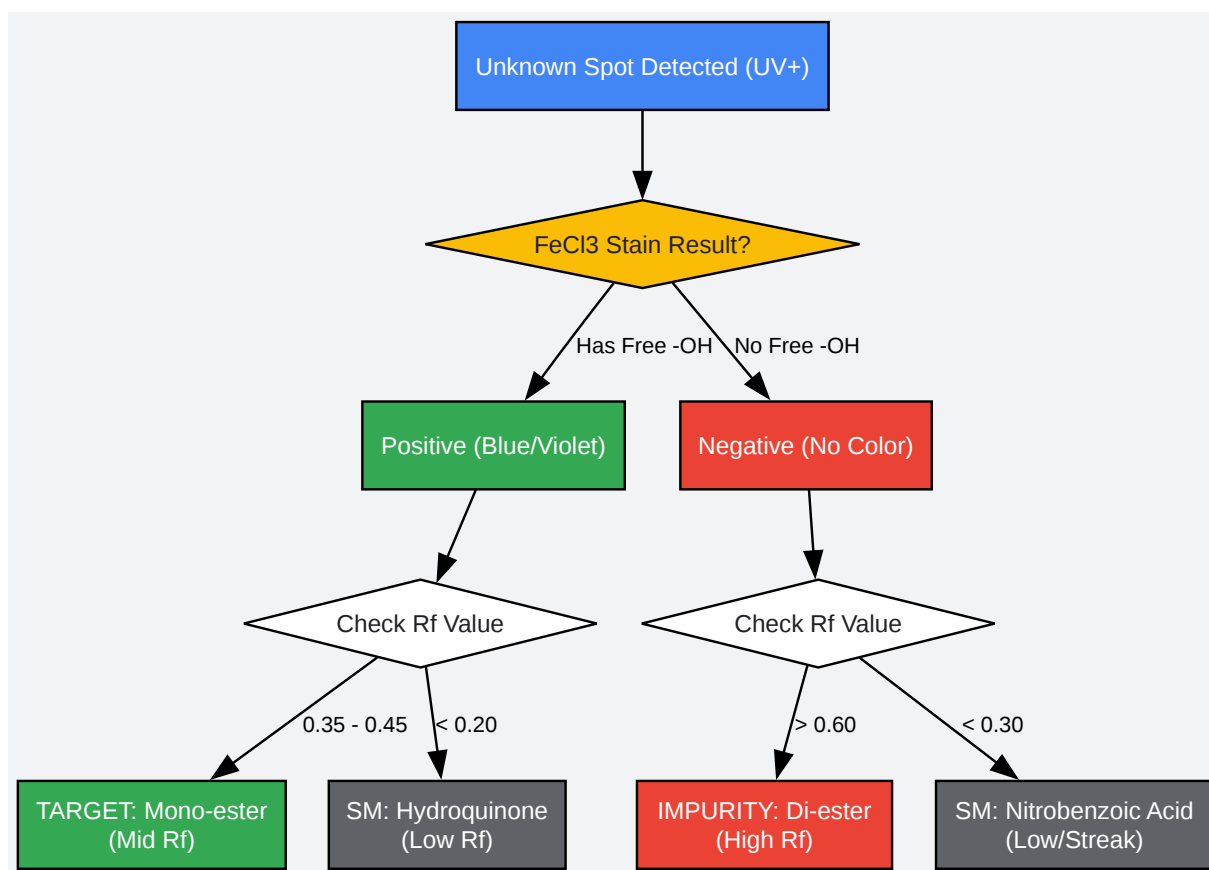 Unknown Spot Detected (UV+)
FeCl3 Stain Result?
Has Free -OH
No Free -OH
Positive (Blue/Violet)
Negative (No Color)
Check Rf Value
Check Rf Value
0.35 - 0.45
< 0.20
> 0.60
< 0.30
TARGET: Mono-ester
(Mid Rf)
SM: Hydroquinone
(Low Rf)
IMPURITY: Di-ester
(High Rf)
SM: Nitrobenzoic Acid
(Low/Streak)